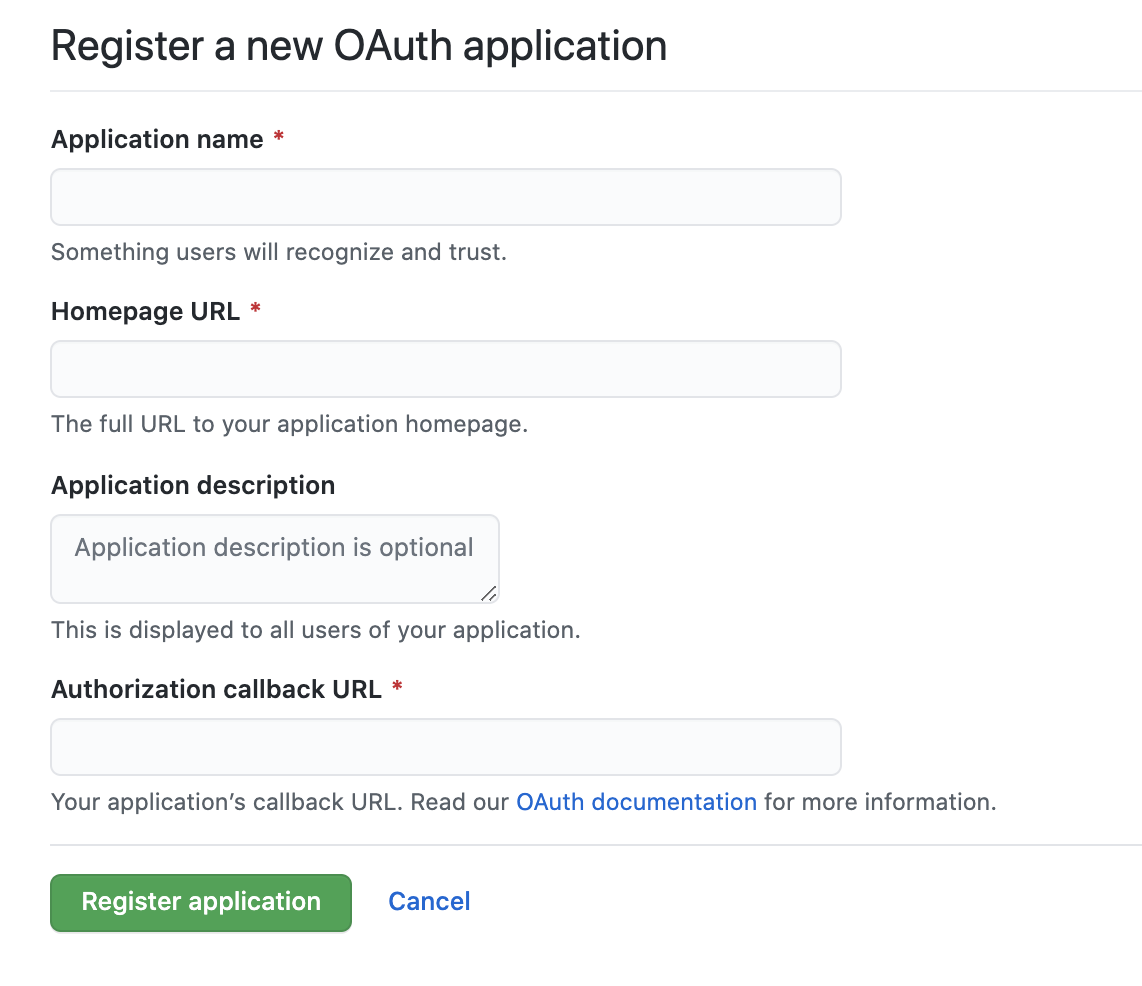 Register a new OAuth application
Application name *
Something users will recognize and trust.
Homepage URL *
The full URL to your application homepage.
Application description
Application description is optional
This is displayed to all users of your application.
Authorization callback URL *
Your application’s callback URL. Read our OAuth documentation for more information.
Register application Cancel